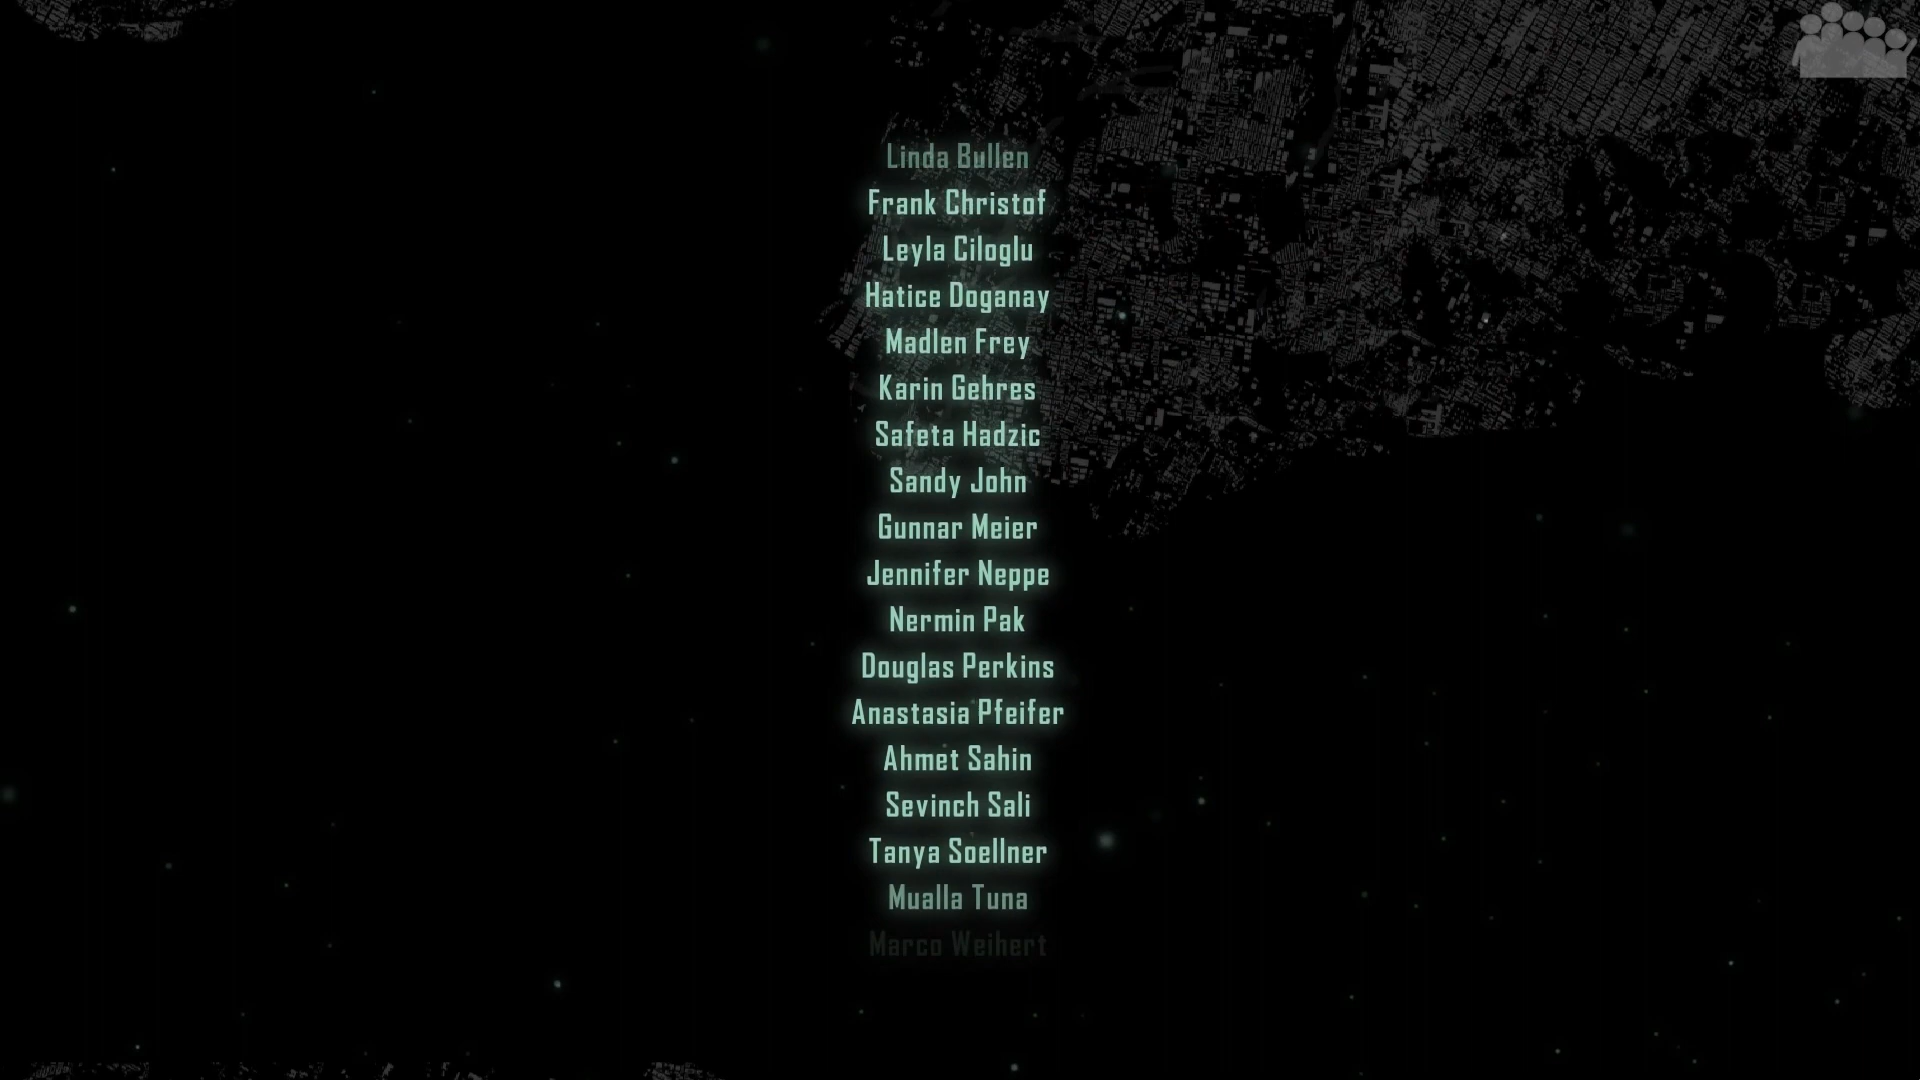 Linda Bullen
Frank Christof
Leyla Ciloglu
Hatice Doganay
Madlen Frey
Karin Gehres
Safeta Hadzic
Sandy John
Gunnar Meier
Jennifer Neppe
Nermin Pak
Douglas Perkins
Anastasia Pfeifer
Ahmet Sahin
Sevinch Sali
Tanya Soellner
Mualla Tuna
Marco Weihert